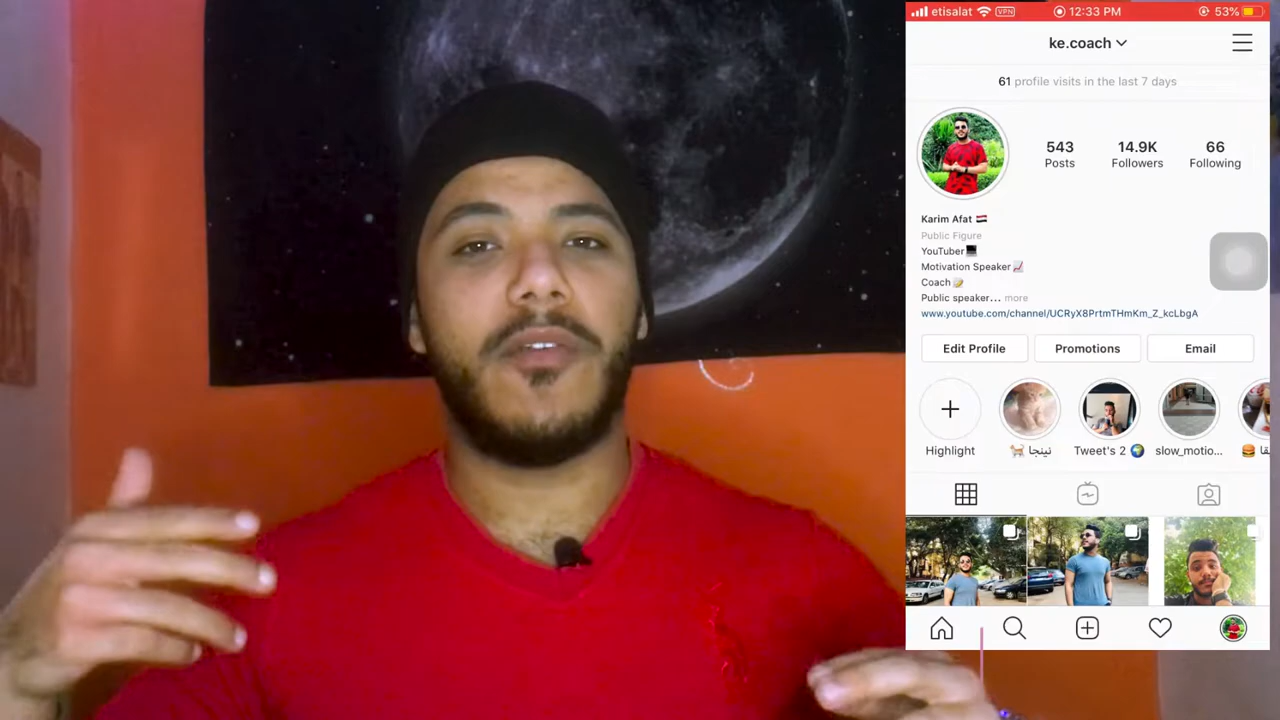 etisalat VPN 12:33 PM 53%
ke.coach
61 profile visits in the last 7 days
543 14.9K 66
Posts Followers Following
Karim Afat 🇪🇬
Public Figure
YouTuber💻
Motivation Speaker📈
Coach📝
Public speaker... more
www.youtube.com/channel/UCRyX8PrtmTHmKm_Z_kcLbgA
Edit Profile Promotions Email
Highlight نينجا 🐈 Tweet's 2 🌍 slow_motio...